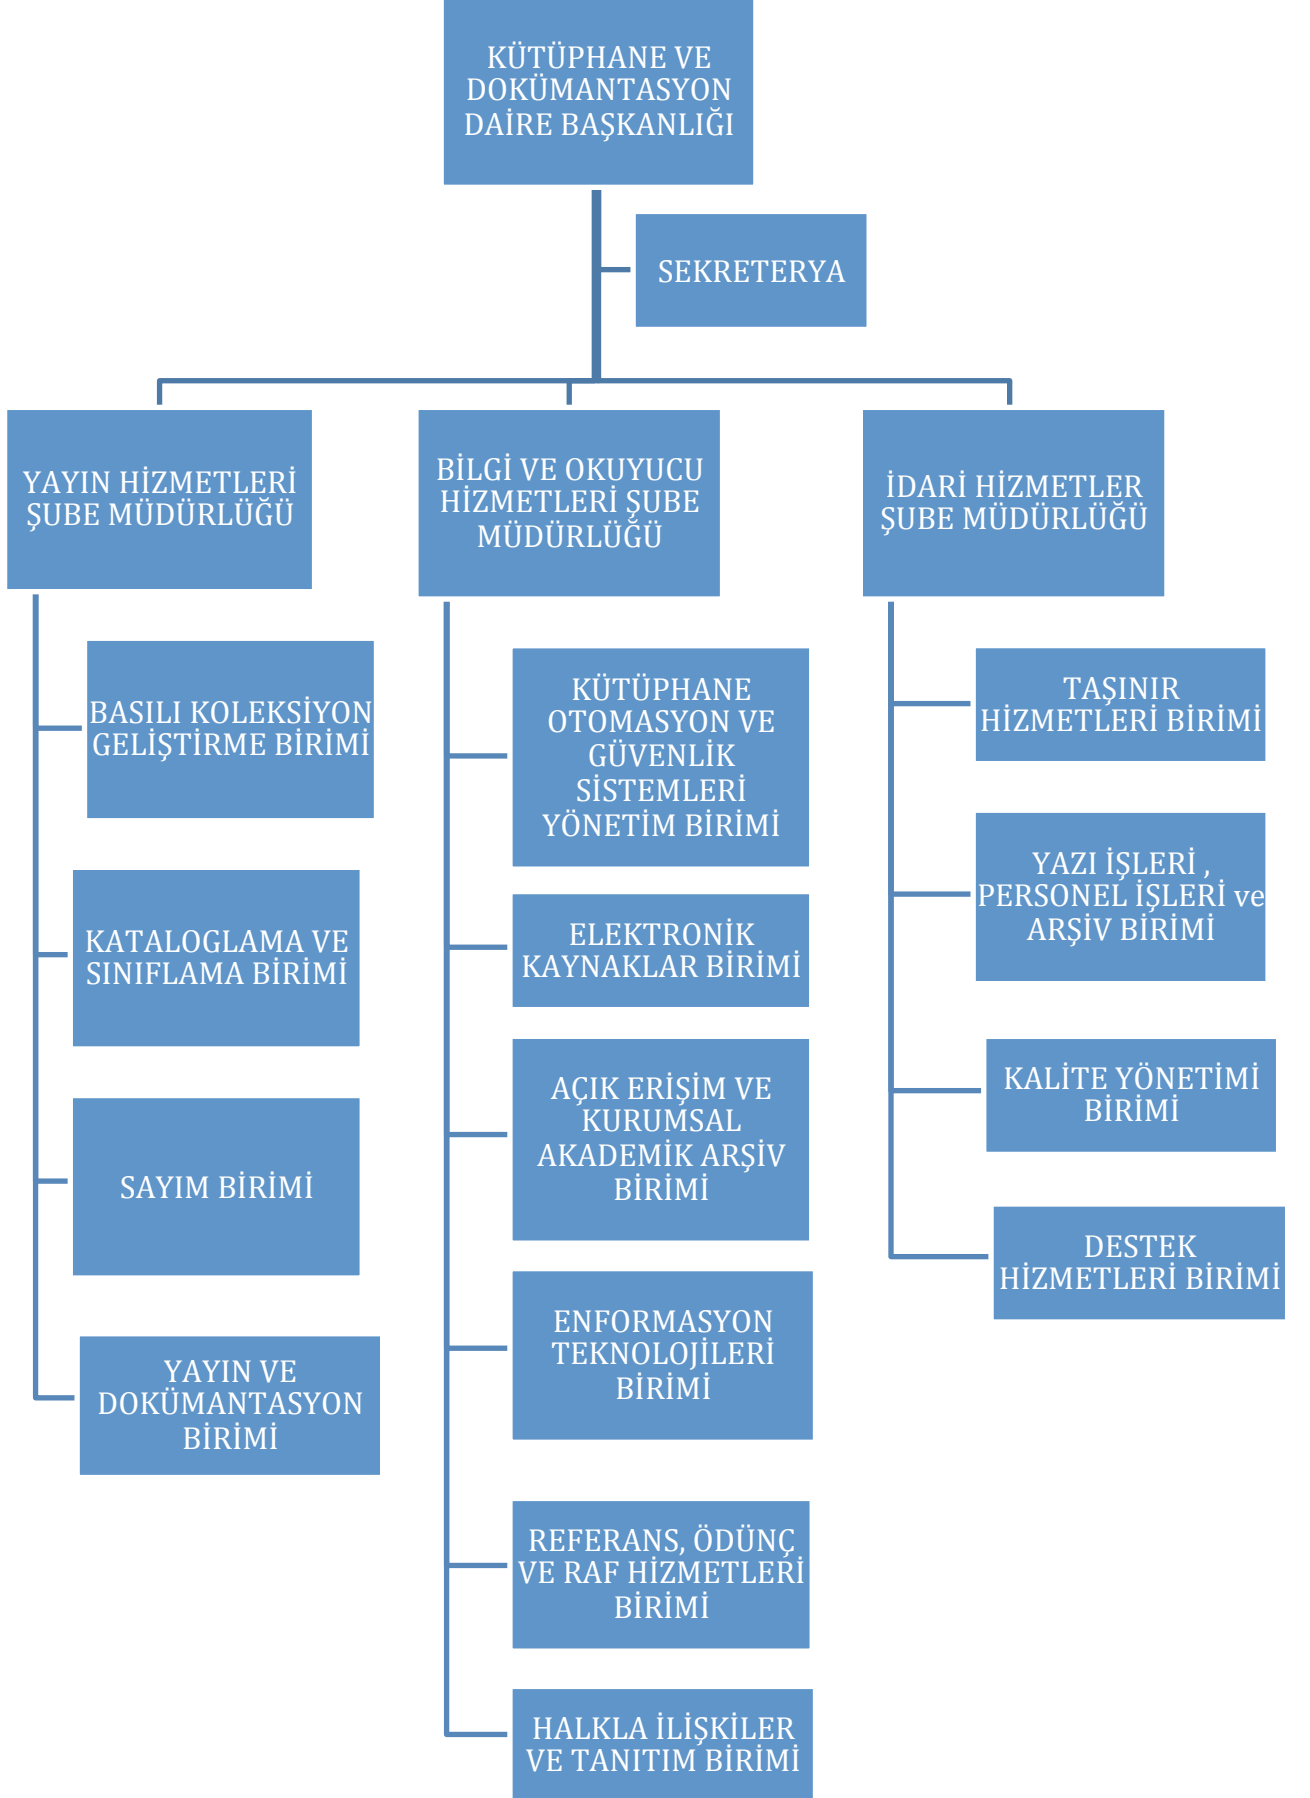 KÜTÜPHANE VE
DOKÜMANTASYON
DAİRE BAŞKANLIĞI
SEKRETERYA
YAYIN HİZMETLERİ
ŞUBE MÜDÜRLÜĞÜ
BASILI KOLEKSİYON
GELİŞTİRME BİRİMİ
KATALOGLAMA VE
SINIFLAMA BİRİMİ
SAYIM BİRİMİ
YAYIN VE
DOKÜMANTASYON
BİRİMİ
BİLGİ VE OKUYUCU
HİZMETLERİ ŞUBE
MÜDÜRLÜĞÜ
KÜTÜPHANE
OTOMASYON VE
GÜVENLİK
SİSTEMLERİ
YÖNETİM BİRİMİ
ELEKTRONİK
KAYNAKLAR BİRİMİ
AÇIK ERİŞİM VE
KURUMSAL
AKADEMİK ARŞİV
BİRİMİ
ENFORMASYON
TEKNOLOJİLERİ
BİRİMİ
REFERANS, ÖDÜNÇ
VE RAF HİZMETLERİ
BİRİMİ
HALKLA İLİŞKİLER
VE TANITIM BİRİMİ
İDARİ HİZMETLER
ŞUBE MÜDÜRLÜĞÜ
TAŞINIR
HİZMETLERİ BİRİMİ
YAZI İŞLERİ ,
PERSONEL İŞLERİ ve
ARŞİV BİRİMİ
KALİTE YÖNETİMİ
BİRİMİ
DESTEK
HİZMETLERİ BİRİMİ